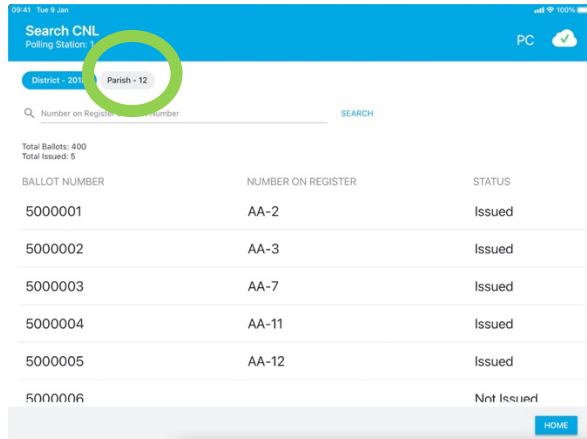 09:41 Tue 9 Jan 100%
Search CNL
Polling Station: 1
PC
District - 201 Parish - 12
Number on Register Number
SEARCH
Total Ballots: 400
Total Issued: 5
BALLOT NUMBER NUMBER ON REGISTER STATUS
5000001 AA-2 Issued
5000002 AA-3 Issued
5000003 AA-7 Issued
5000004 AA-11 Issued
5000005 AA-12 Issued
5000006 Not Issued
HOME